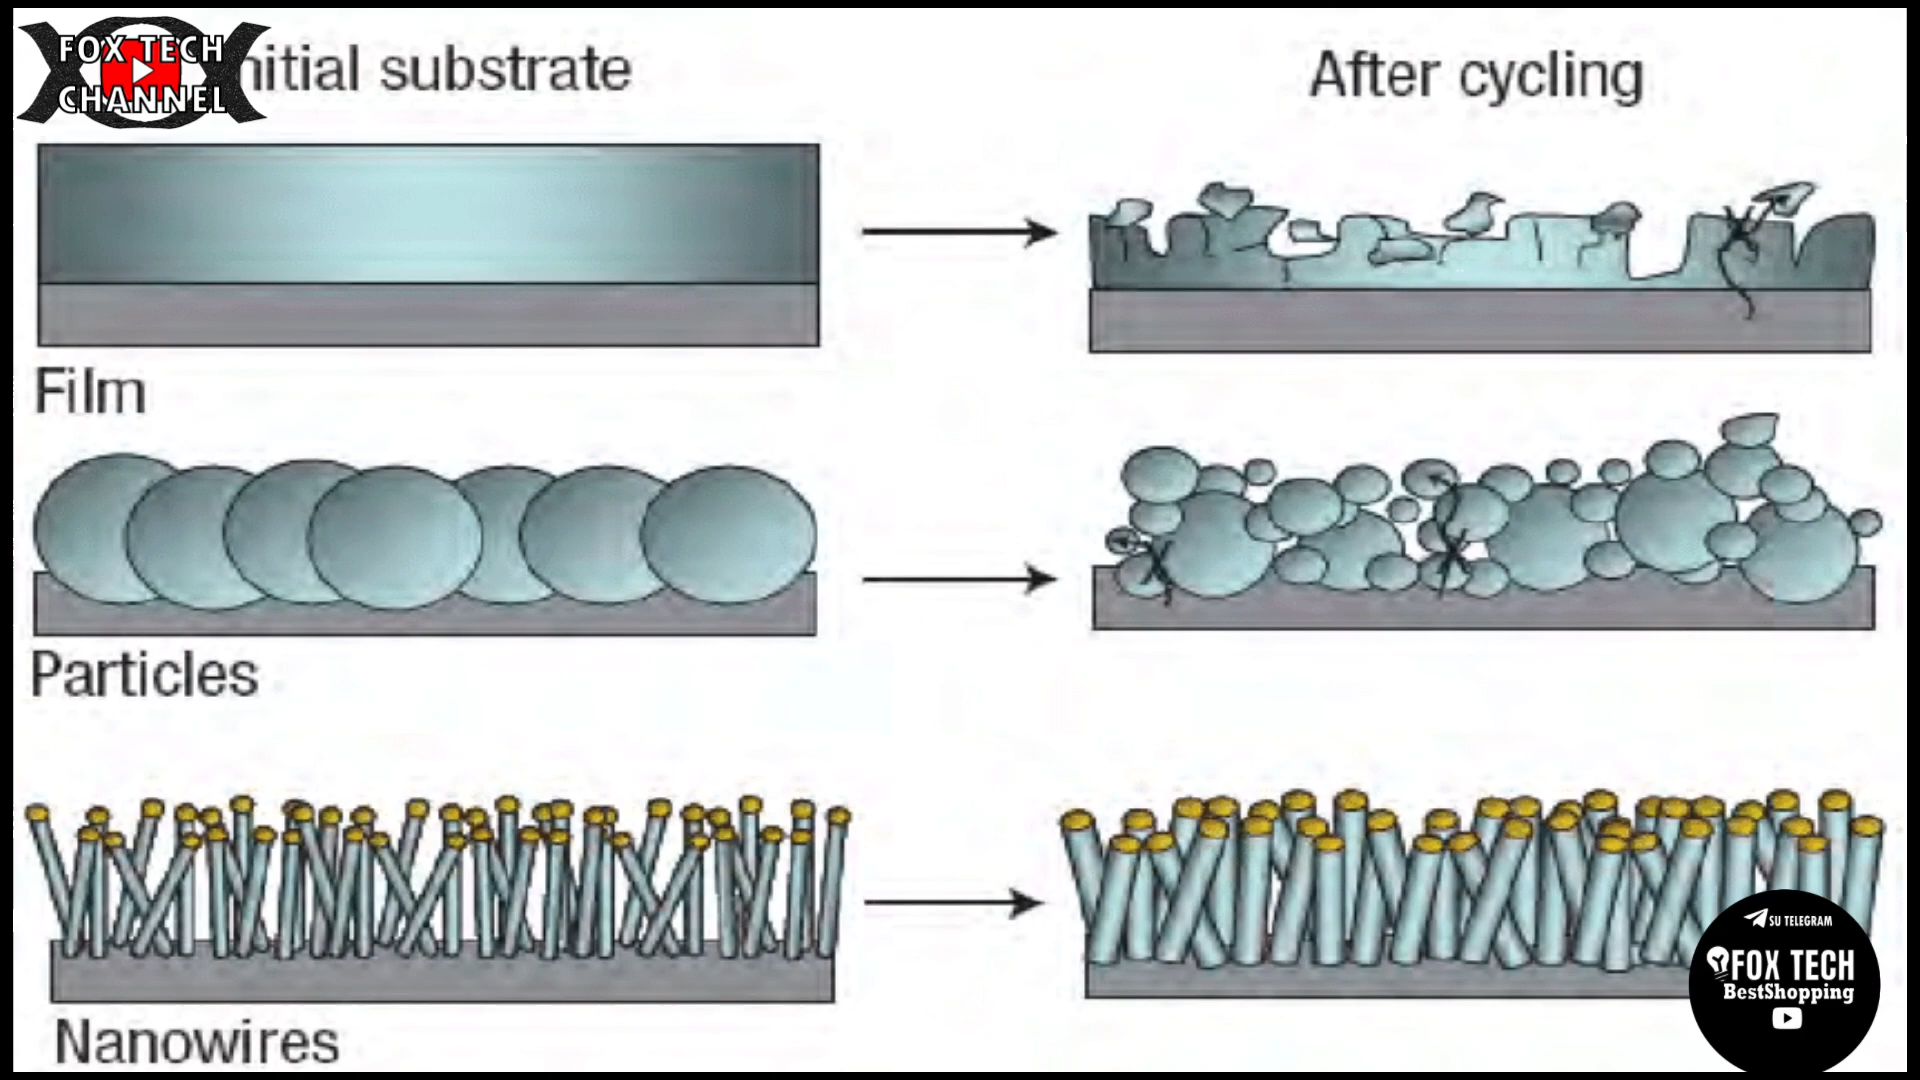 FOX TECH
CHANNEL
nitial substrate
After cycling
Film
Particles
Nanowires
SU TELEGRAM
FOX TECH
BestShopping